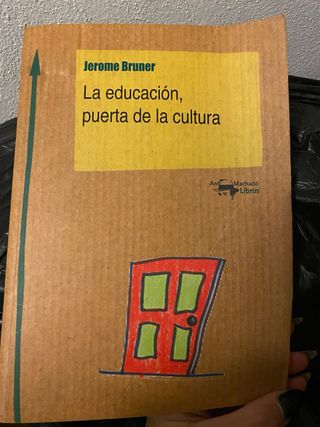 Jerome Bruner
La educación,
puerta de la cultura
Machado
Libros